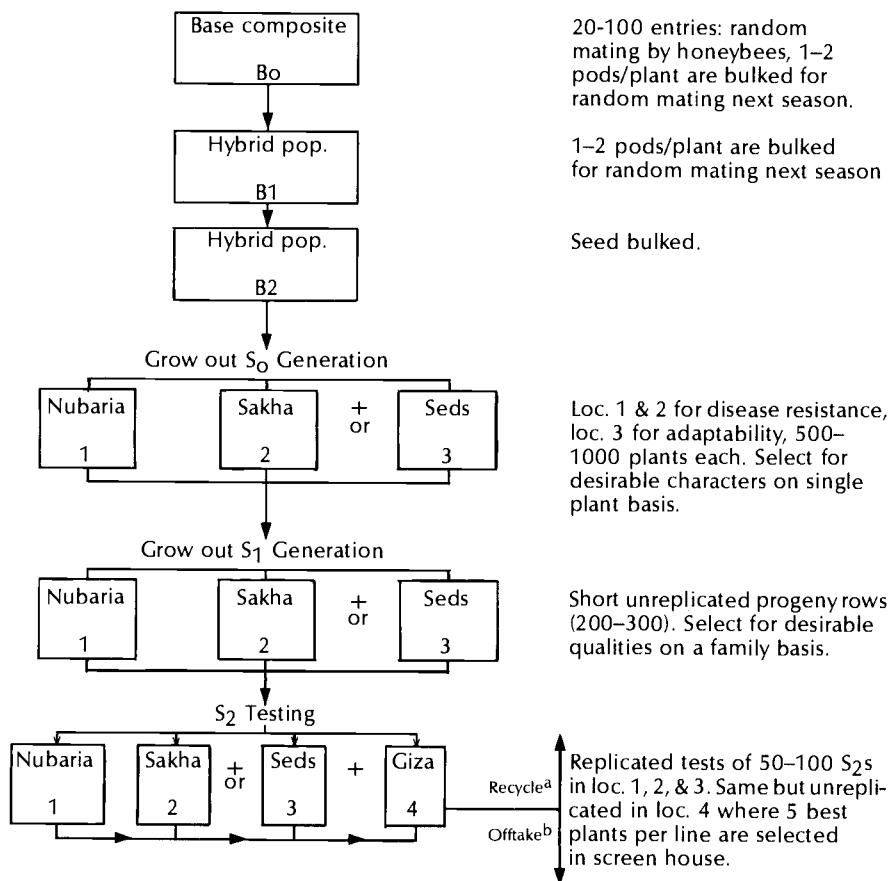 Base composite
Bo
20-100 entries: random
mating by honeybees, 1–2
pods/plant are bulked for
random mating next season.
Hybrid pop.
B1
1–2 pods/plant are bulked
for random mating next season
Hybrid pop.
B2
Seed bulked.
Grow out So Generation
Nubaria
1
Sakha
2
+
or
Seds
3
Loc. 1 & 2 for disease resistance,
loc. 3 for adaptability, 500–
1000 plants each. Select for
desirable characters on single
plant basis.
Grow out S1 Generation
Nubaria
1
Sakha
2
+
or
Seds
3
Short unreplicated progeny rows
(200–300). Select for desirable
qualities on a family basis.
S2 Testing
Nubaria
1
Sakha
2
+
or
Seds
3
+
Giza
4
Recyclea
Offtakeb
Replicated tests of 50–100 S2s
in loc. 1, 2, & 3. Same but unrepli-
cated in loc. 4 where 5 best
plants per line are selected
in screen house.